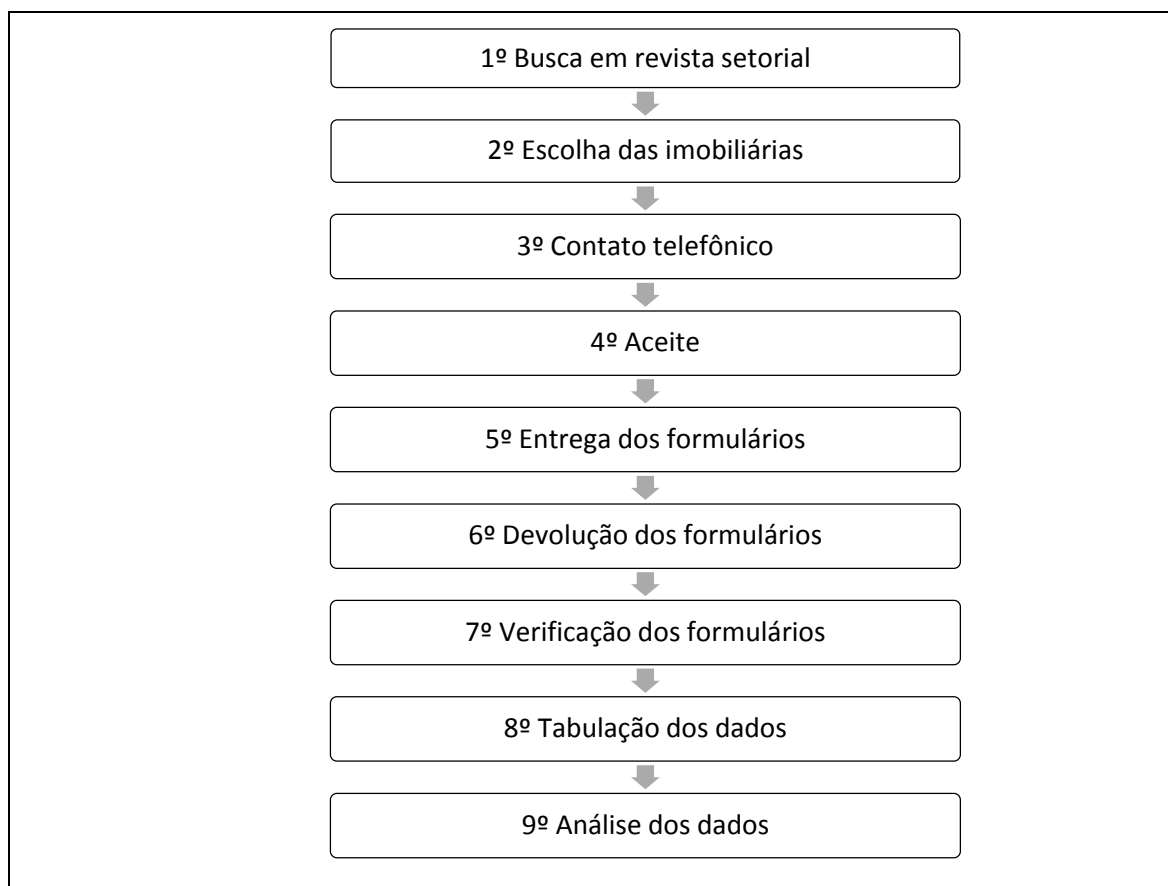 1º Busca em revista setorial
2º Escolha das imobiliárias
3º Contato telefônico
4º Aceite
5º Entrega dos formulários
6º Devolução dos formulários
7º Verificação dos formulários
8º Tabulação dos dados
9º Análise dos dados